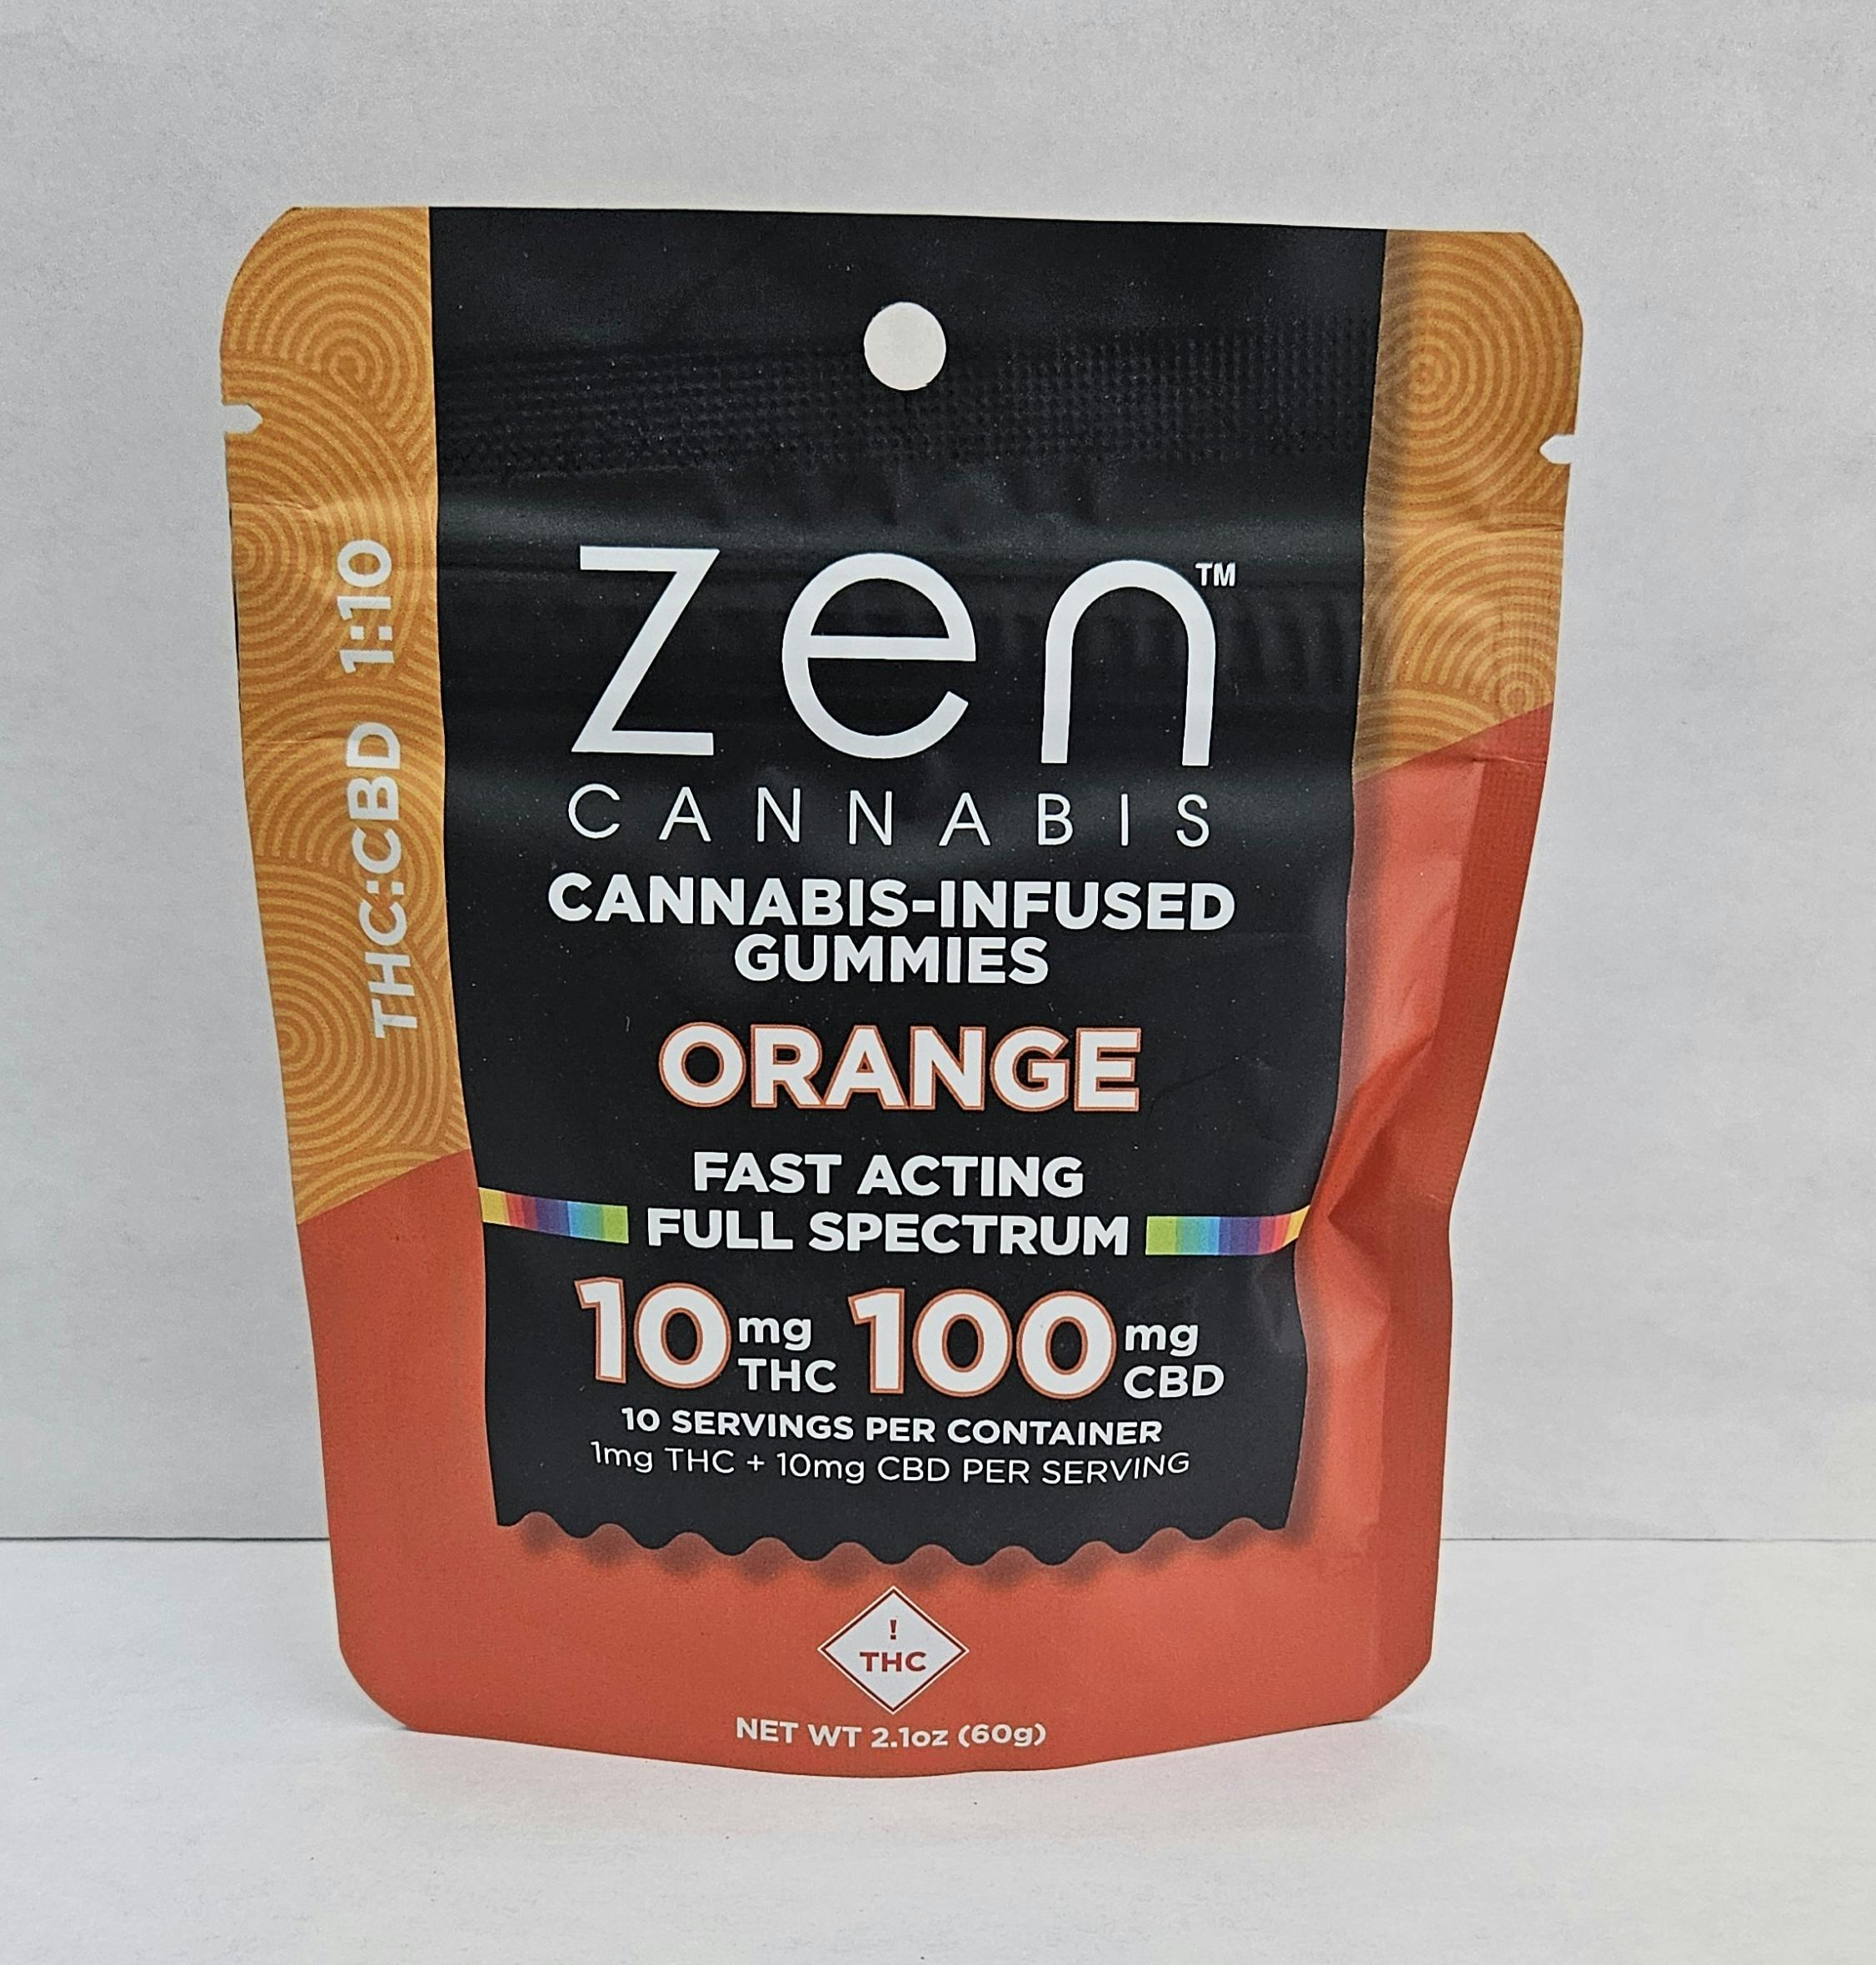 THC:CBD 1:10
zen™
CANNABIS
CANNABIS-INFUSED
GUMMIES
ORANGE
FAST ACTING
FULL SPECTRUM
10 mg THC 100 mg CBD
10 SERVINGS PER CONTAINER
1mg THC + 10mg CBD PER SERVING
!
THC
NET WT 2.1oz (60g)